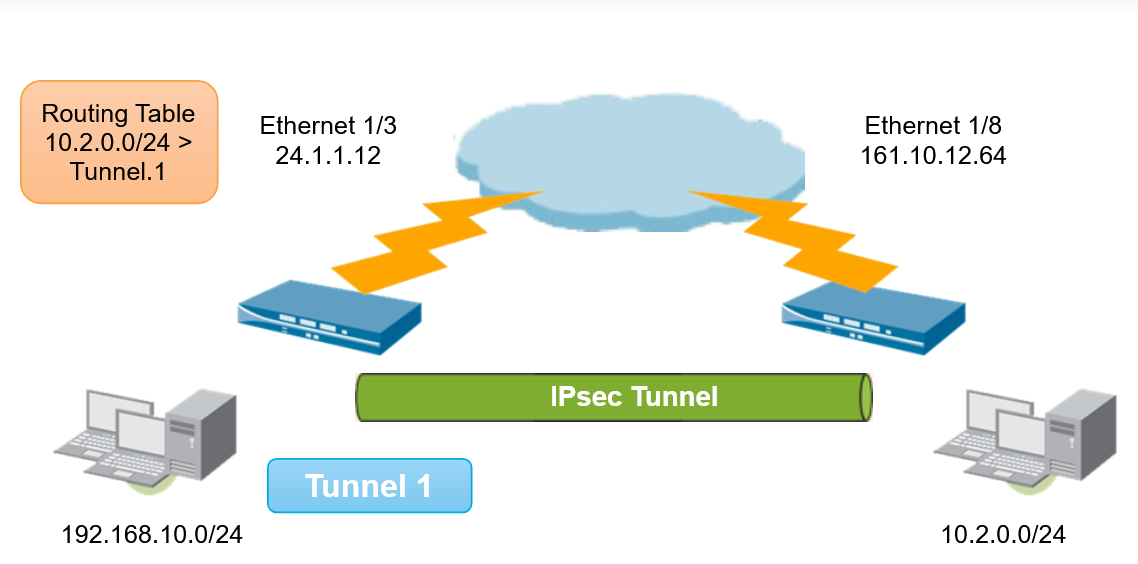 Routing Table
10.2.0.0/24 >
Tunnel.1
Ethernet 1/3
24.1.1.12
Ethernet 1/8
161.10.12.64
IPsec Tunnel
Tunnel 1
192.168.10.0/24
10.2.0.0/24